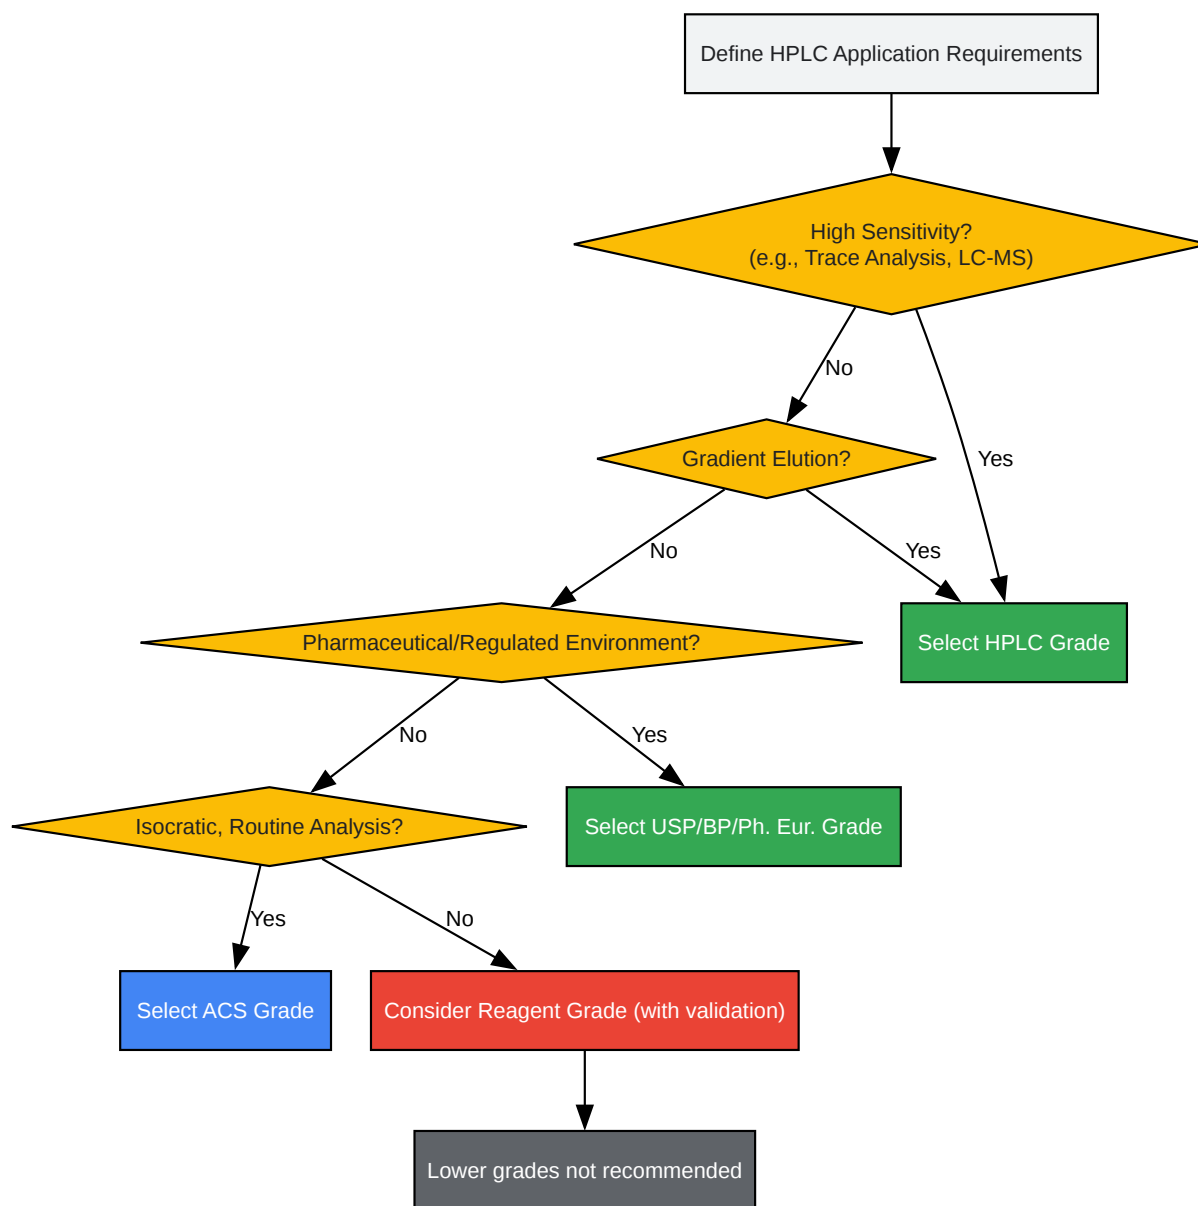 Define HPLC Application Requirements
High Sensitivity?
(e.g., Trace Analysis, LC-MS)
No
Yes
Gradient Elution?
No
Yes
Select HPLC Grade
Pharmaceutical/Regulated Environment?
No
Yes
Select USP/BP/Ph. Eur. Grade
Isocratic, Routine Analysis?
Yes
No
Select ACS Grade
Consider Reagent Grade (with validation)
Lower grades not recommended